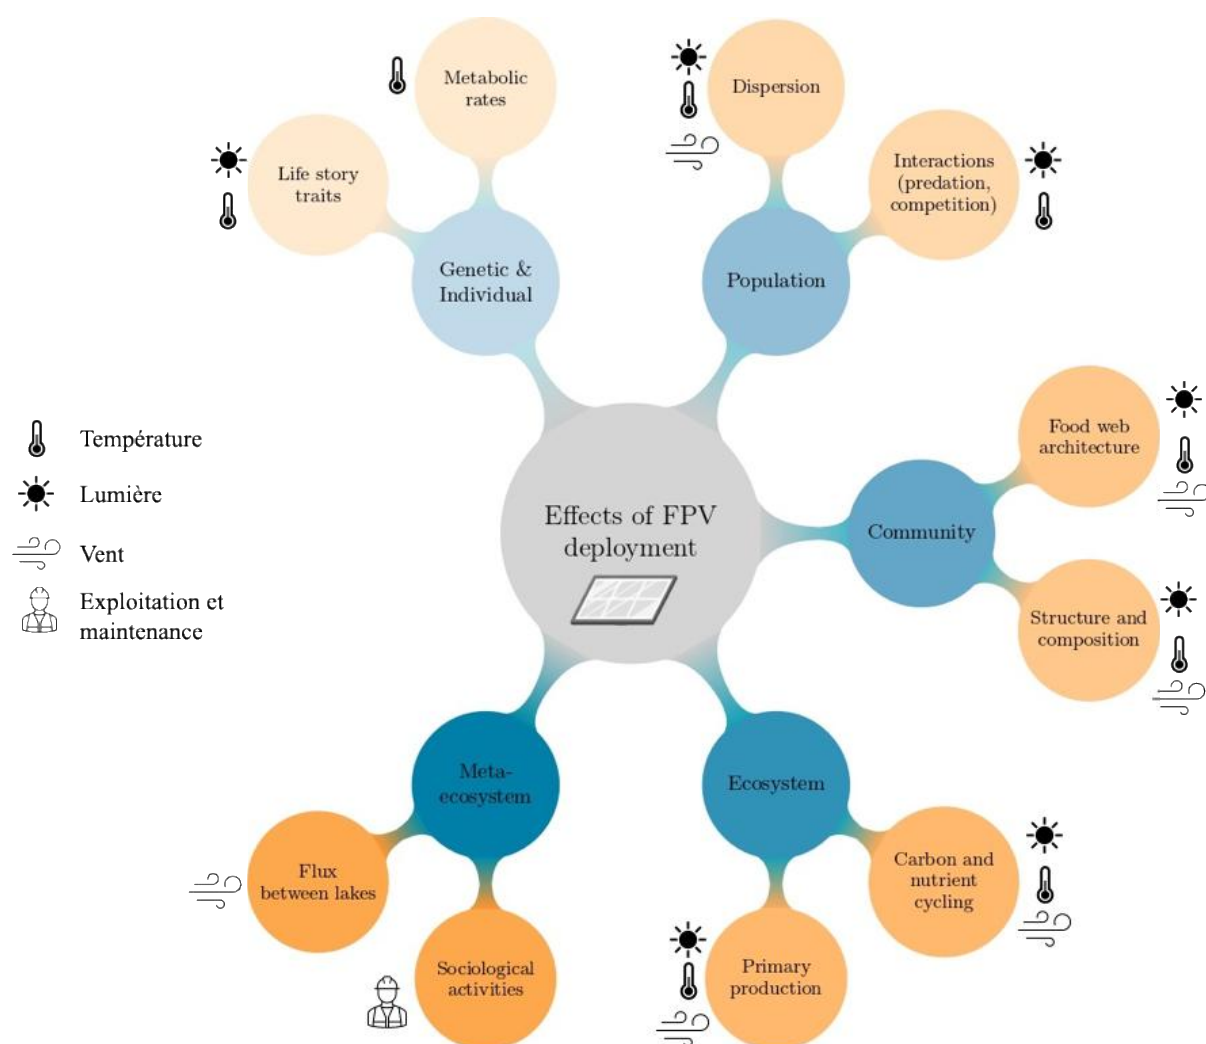 Metabolic
rates
Dispersion
Life story
traits
Interactions
(predation,
competition)
Genetic &
Individual
Population
Température
Lumière
Vent
Exploitation et
maintenance
Effects of FPV
deployment
Food web
architecture
Community
Structure and
composition
Meta-
ecosystem
Ecosystem
Flux
between lakes
Carbon and
nutrient
cycling
Sociological
activities
Primary
production